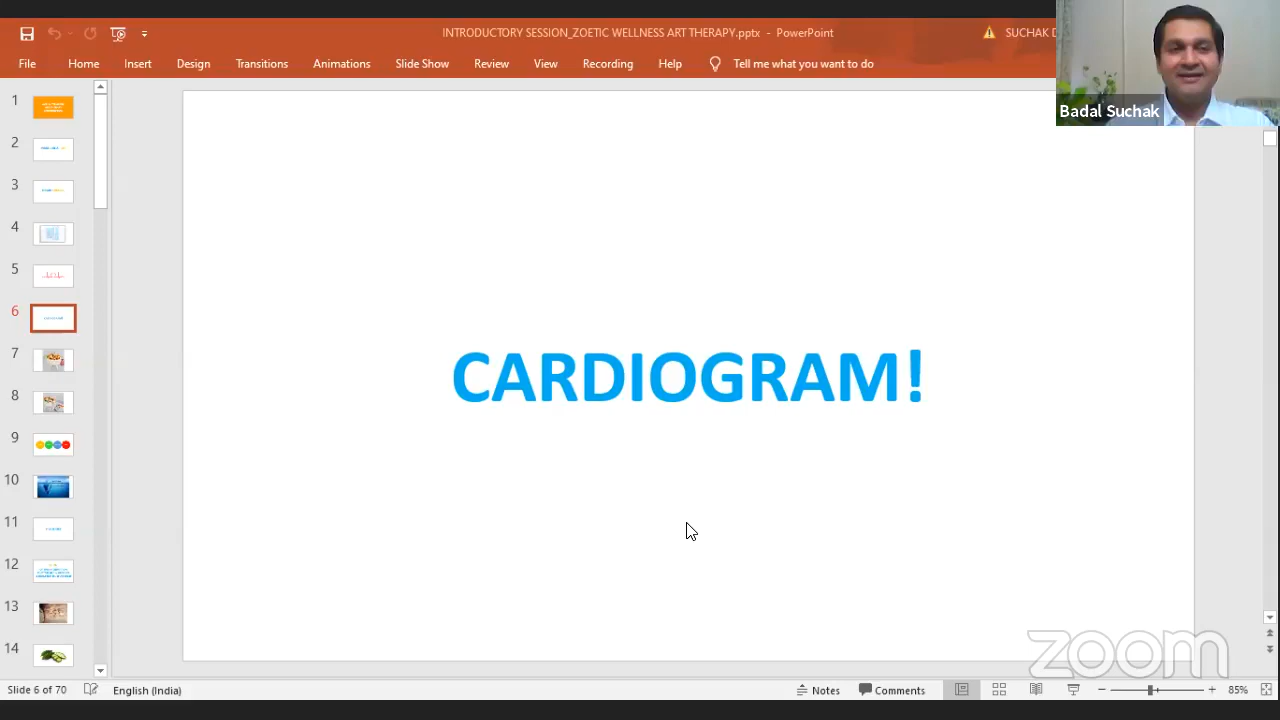 INTRODUCTORY SESSION_ZOETIC WELLNESS ART THERAPY.pptx - PowerPoint
SUCHAK D
File Home Insert Design Transitions Animations Slide Show Review View Recording Help Tell me what you want to do
Badal Suchak
1
2
3
4
5
6
7
8
9
10
11
12
13
14
CARDIOGRAM!
zoom
Slide 6 of 70 English (India) Notes Comments 85%